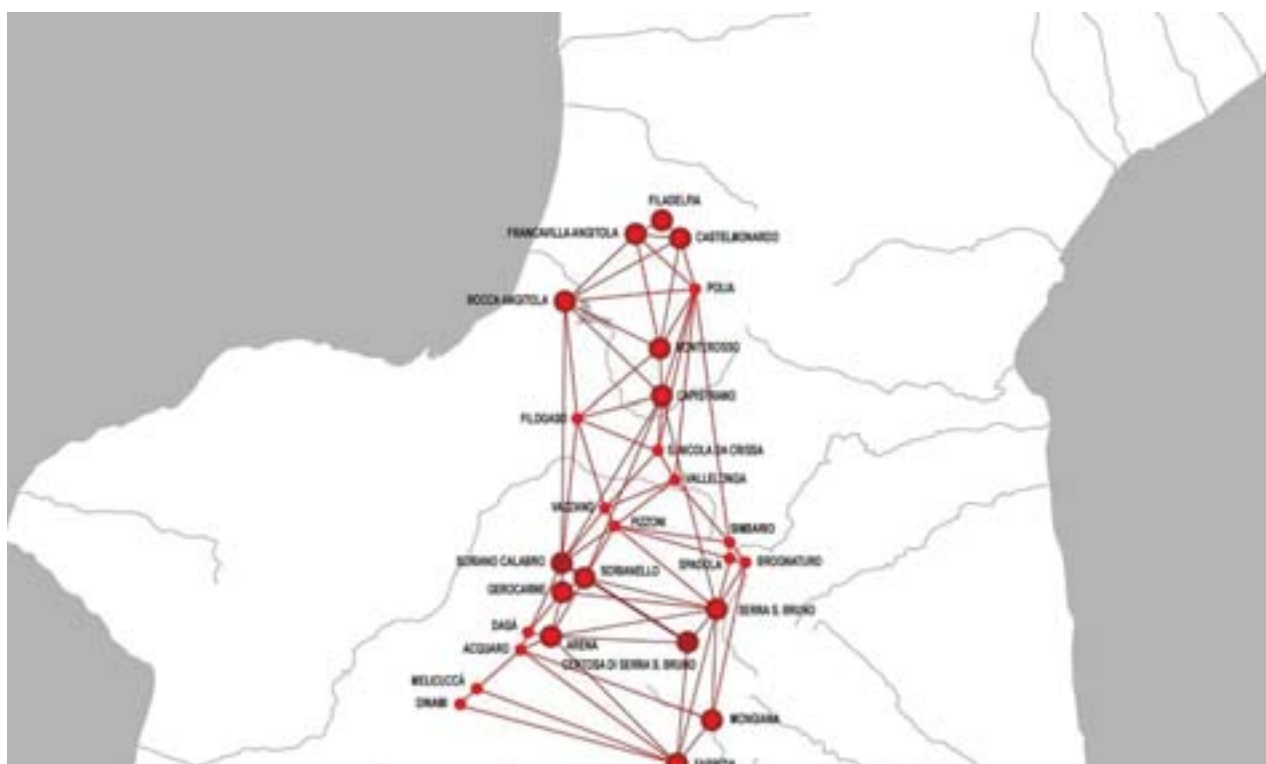 FILADELFIA
FRANCAVILLA ANGITOLA
CASTELMONARDO
POLIA
ROCCA ANGITOLA
MONTEROSSO
CAPISTRANO
FILOGASO
S.NICOLA DA CRISSA
VALLELONGA
VAZZANO
PIZZONI
SIMBARIO
SORIANO CALABRO
SPADOLA
BROGNATURO
SORIANELLO
GEROCARNE
SERRA S. BRUNO
DASÀ
ARENA
ACQUARO
CERTOSA DI SERRA S. BRUNO
MELICUCCÀ
DINAMI
MONGIANA